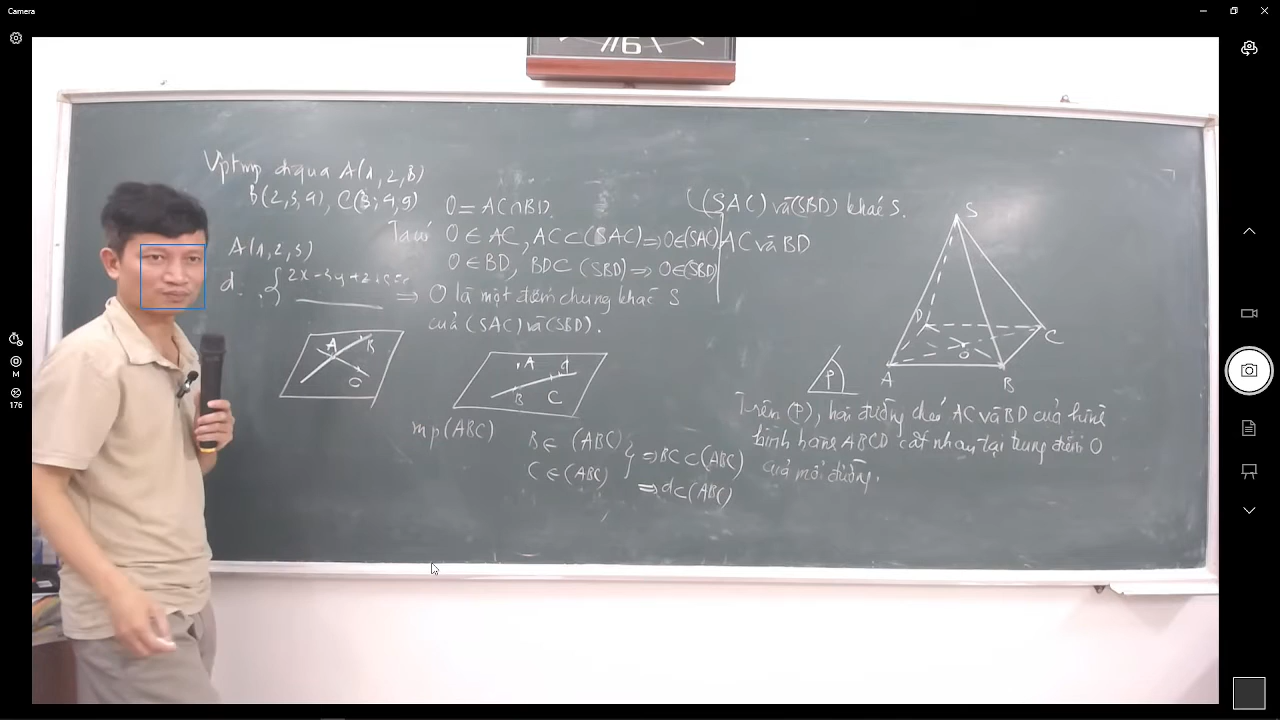 Camera
M
176
6
Vptmp đi qua A(1, 2, B)
B(2,3,4), C(3;4,9)
A(1,2,3)
d:
O = AC∩BD.
Ta có O ∈ AC, AC⊂(SAC)⇒O∈(SAC)
O ∈ BD, BD⊂ (SBD)⇒ O∈(SBD)
⇒ O là một điểm chung khác S
của (SAC) và (SBD).
(SAC) và (SBD) khác S.
AC và BD
S
D
C
O
A
B
A
B
C
A
d
B
C
mp(ABC)
B ∈ (ABC)
C ∈ (ABC)
} ⇒BC⊂(ABC)
⇒d⊂(ABC)
P
Trên (P), hai đường chéo AC và BD của hình
bình hành ABCD cắt nhau tại trung điểm O
của mỗi đường.